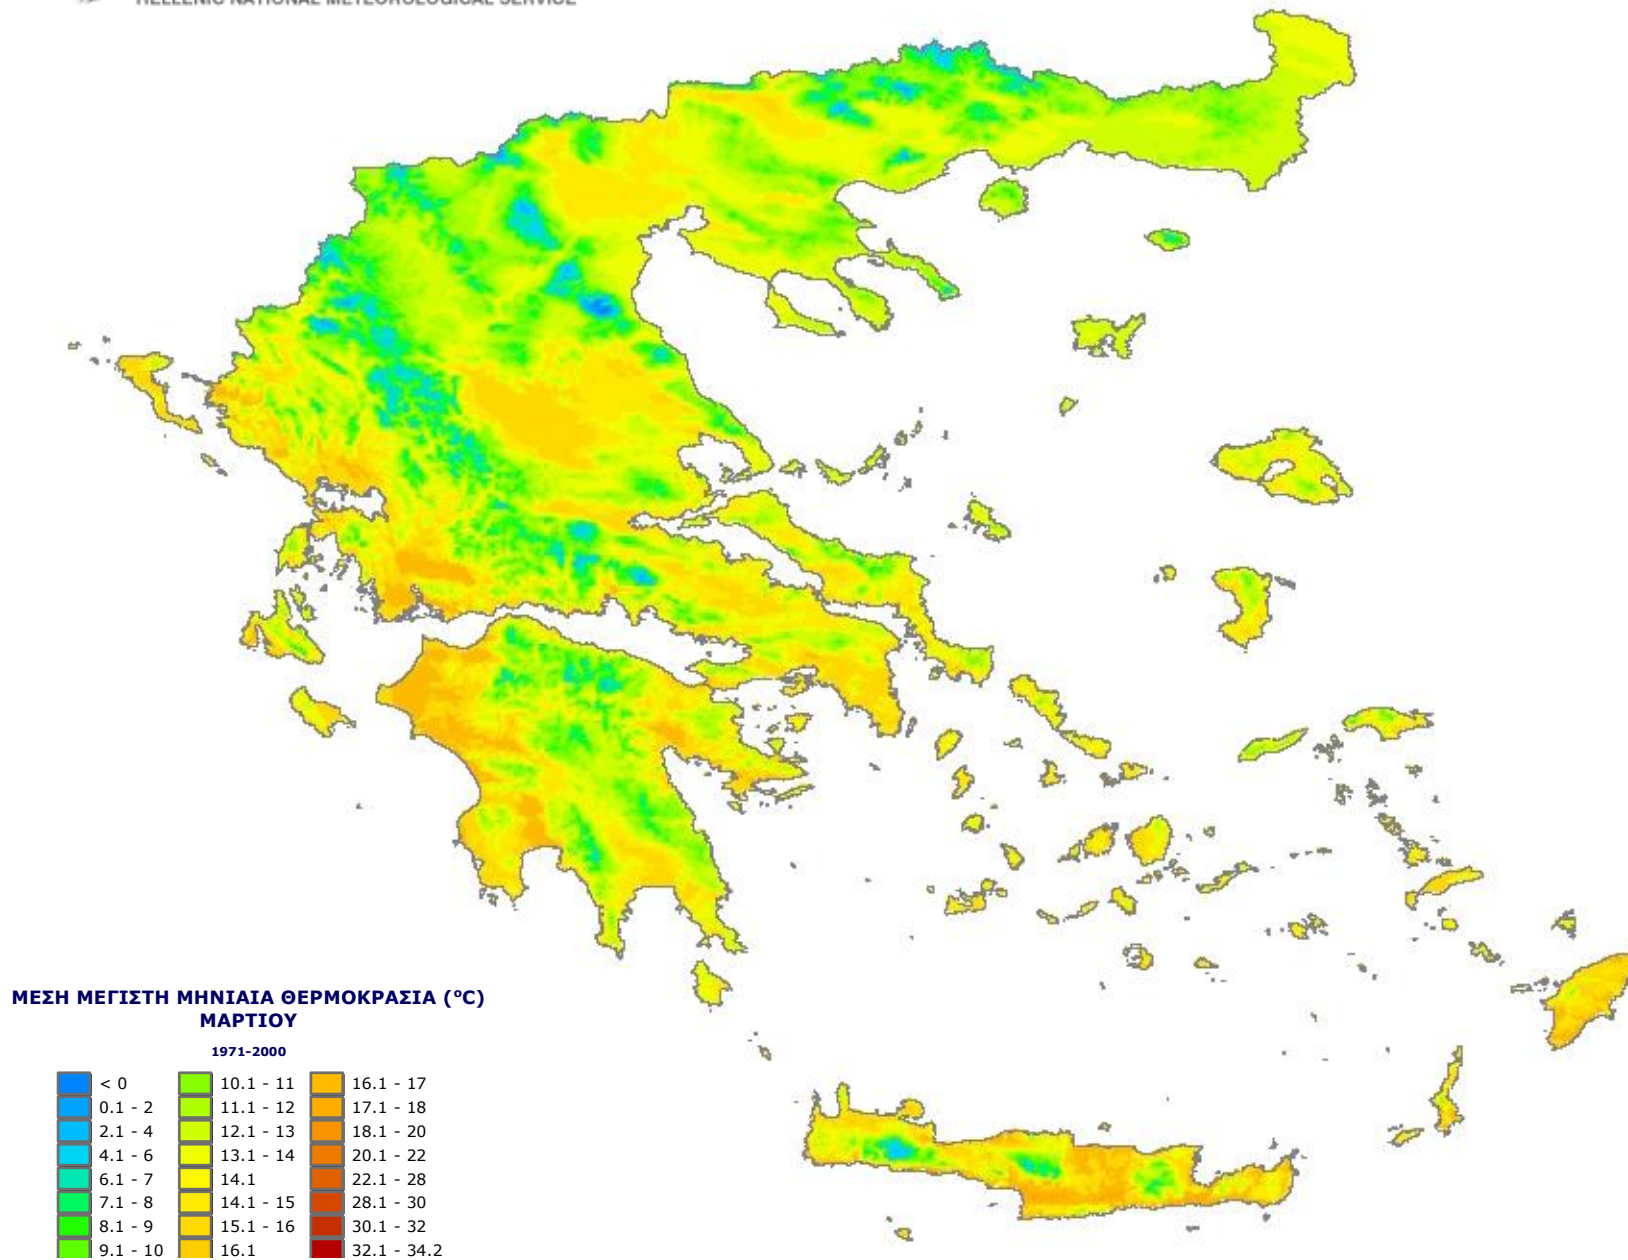 HELLENIC NATIONAL METEOROLOGICAL SERVICE
ΜΕΣΗ ΜΕΓΙΣΤΗ ΜΗΝΙΑΙΑ ΘΕΡΜΟΚΡΑΣΙΑ (°C)
ΜΑΡΤΙΟΥ
1971-2000
< 0
0.1 - 2
2.1 - 4
4.1 - 6
6.1 - 7
7.1 - 8
8.1 - 9
9.1 - 10
10.1 - 11
11.1 - 12
12.1 - 13
13.1 - 14
14.1
14.1 - 15
15.1 - 16
16.1
16.1 - 17
17.1 - 18
18.1 - 20
20.1 - 22
22.1 - 28
28.1 - 30
30.1 - 32
32.1 - 34.2